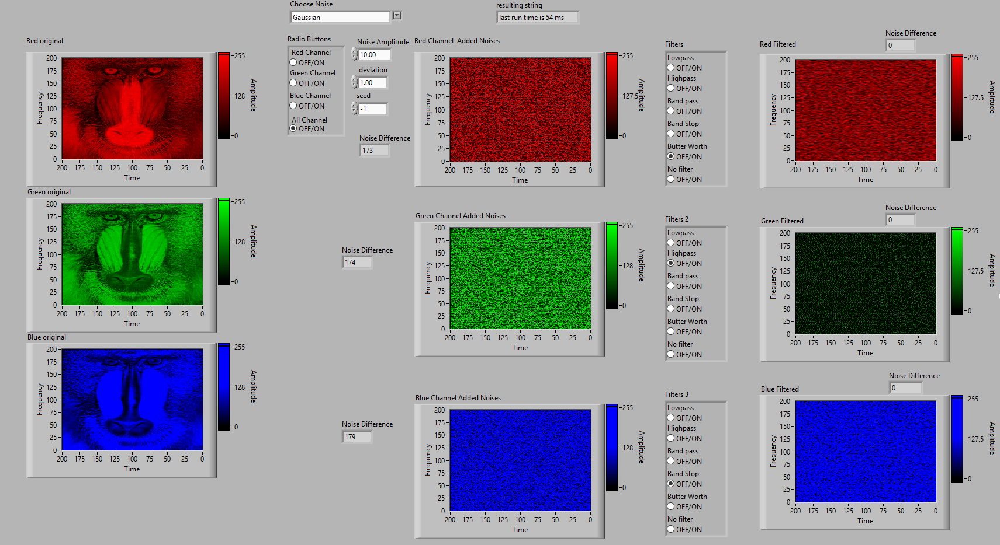 Choose Noise
Gaussian
resulting string
last run time is 54 ms
Red original
200
175
150
125
100
75
50
25
0
Frequency
200 175 150 125 100 75 50 25 0
Time
255
128
0
Amplitude
Green original
200
175
150
125
100
75
50
25
0
Frequency
200 175 150 125 100 75 50 25 0
Time
255
128
0
Amplitude
Blue original
200
175
150
125
100
75
50
25
0
Frequency
200 175 150 125 100 75 50 25 0
Time
255
128
0
Amplitude
Radio Buttons
Red Channel
OFF/ON
Green Channel
OFF/ON
Blue Channel
OFF/ON
All Channel
OFF/ON
Noise Amplitude
10.00
deviation
1.00
seed
-1
Noise Difference
173
Noise Difference
174
Noise Difference
179
Red Channel Added Noises
200
175
150
125
100
75
50
25
0
Frequency
200 175 150 125 100 75 50 25 0
Time
255
127.5
0
Amplitude
Green Channel Added Noises
200
175
150
125
100
75
50
25
0
Frequency
200 175 150 125 100 75 50 25 0
Time
255
128
0
Amplitude
Blue Channel Added Noises
200
175
150
125
100
75
50
25
0
Frequency
200 175 150 125 100 75 50 25 0
Time
255
128
0
Amplitude
Filters
Lowpass
OFF/ON
Highpass
OFF/ON
Band pass
OFF/ON
Band Stop
OFF/ON
Butter Worth
OFF/ON
No filter
OFF/ON
Filters 2
Lowpass
OFF/ON
Highpass
OFF/ON
Band pass
OFF/ON
Band Stop
OFF/ON
Butter Worth
OFF/ON
No filter
OFF/ON
Filters 3
Lowpass
OFF/ON
Highpass
OFF/ON
Band pass
OFF/ON
Band Stop
OFF/ON
Butter Worth
OFF/ON
No filter
OFF/ON
Noise Difference
0
Red Filtered
200
175
150
125
100
75
50
25
0
Frequency
200 175 150 125 100 75 50 25 0
Time
255
127.5
0
Amplitude
Noise Difference
0
Green Filtered
200
175
150
125
100
75
50
25
0
Frequency
200 175 150 125 100 75 50 25 0
Time
255
127.5
0
Amplitude
Noise Difference
0
Blue Filtered
200
175
150
125
100
75
50
25
0
Frequency
200 175 150 125 100 75 50 25 0
Time
255
127.5
0
Amplitude